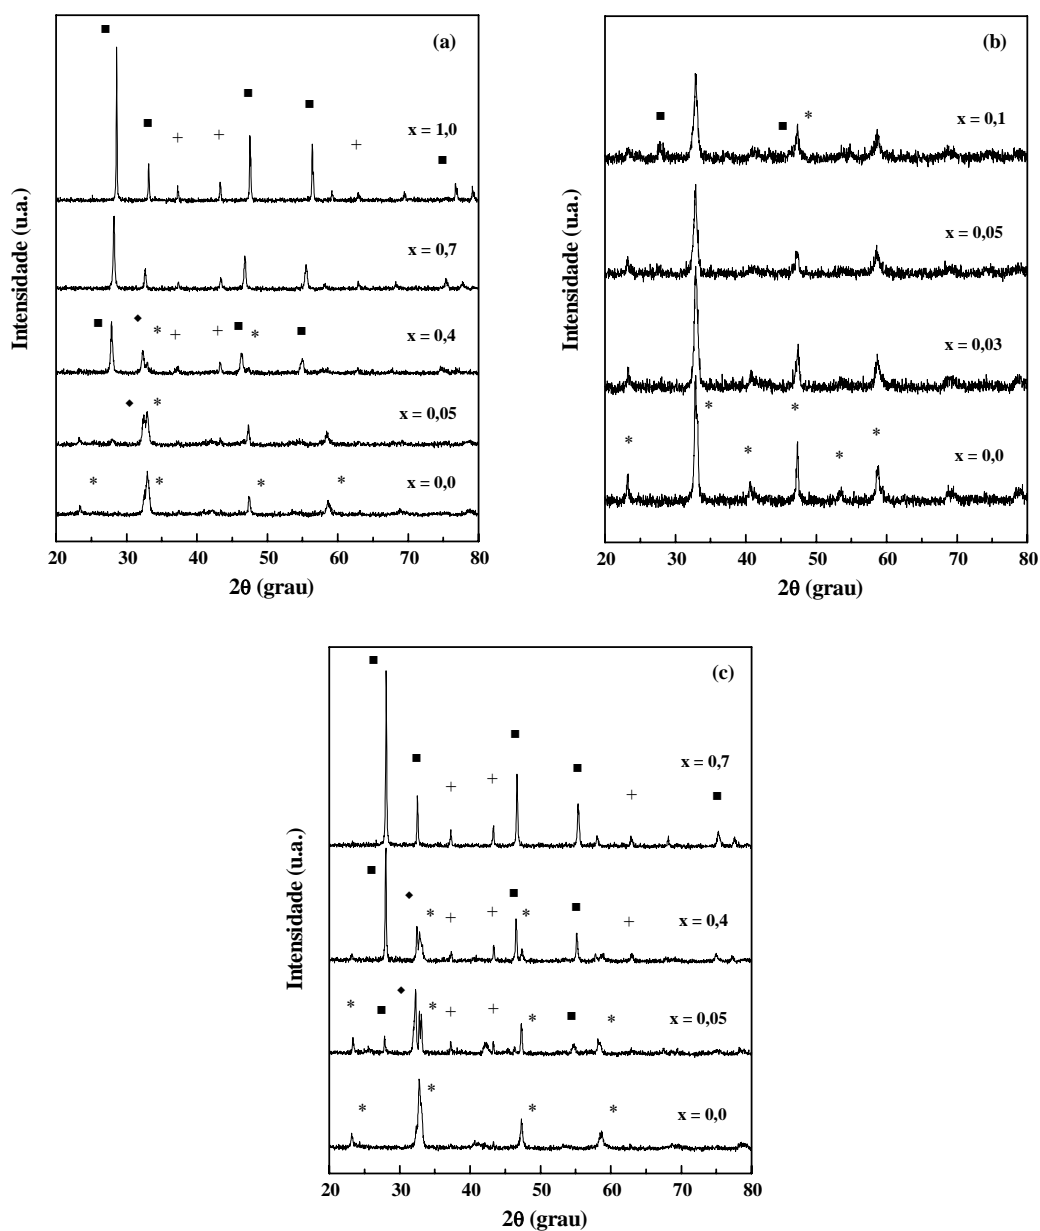 (a)
x = 1,0
x = 0,7
x = 0,4
x = 0,05
x = 0,0
Intensidade (u.a.)
20 30 40 50 60 70 80
2θ (grau)
(b)
x = 0,1
x = 0,05
x = 0,03
x = 0,0
Intensidade (u.a.)
20 30 40 50 60 70 80
2θ (grau)
(c)
x = 0,7
x = 0,4
x = 0,05
x = 0,0
Intensidade (u.a.)
20 30 40 50 60 70 80
2θ (grau)